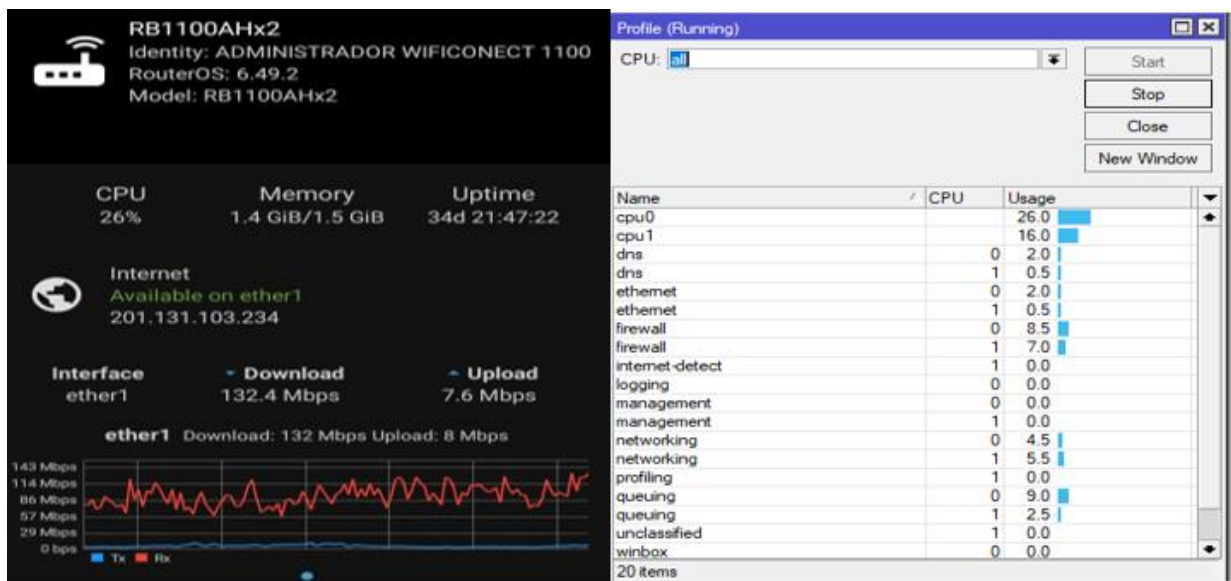 RB1100AHx2
Identity: ADMINISTRADOR WIFICONECT 1100
RouterOS: 6.49.2
Model: RB1100AHx2
CPU Memory Uptime
26% 1.4 GiB/1.5 GiB 34d 21:47:22
Internet
Available on ether1
201.131.103.234
Interface Download Upload
ether1 132.4 Mbps 7.6 Mbps
ether1 Download: 132 Mbps Upload: 8 Mbps
143 Mbps
114 Mbps
86 Mbps
57 Mbps
29 Mbps
0 bps
Tx Rx
Profile (Running)
CPU: all
Start
Stop
Close
New Window
Name CPU Usage
cpu0 26.0
cpu1 16.0
dns 0 2.0
dns 1 0.5
ethernet 0 2.0
ethernet 1 0.5
firewall 0 8.5
firewall 1 7.0
internet-detect 1 0.0
logging 0 0.0
management 0 0.0
management 1 0.0
networking 0 4.5
networking 1 5.5
profiling 1 0.0
queuing 0 9.0
queuing 1 2.5
unclassified 1 0.0
winbox 0 0.0
20 items